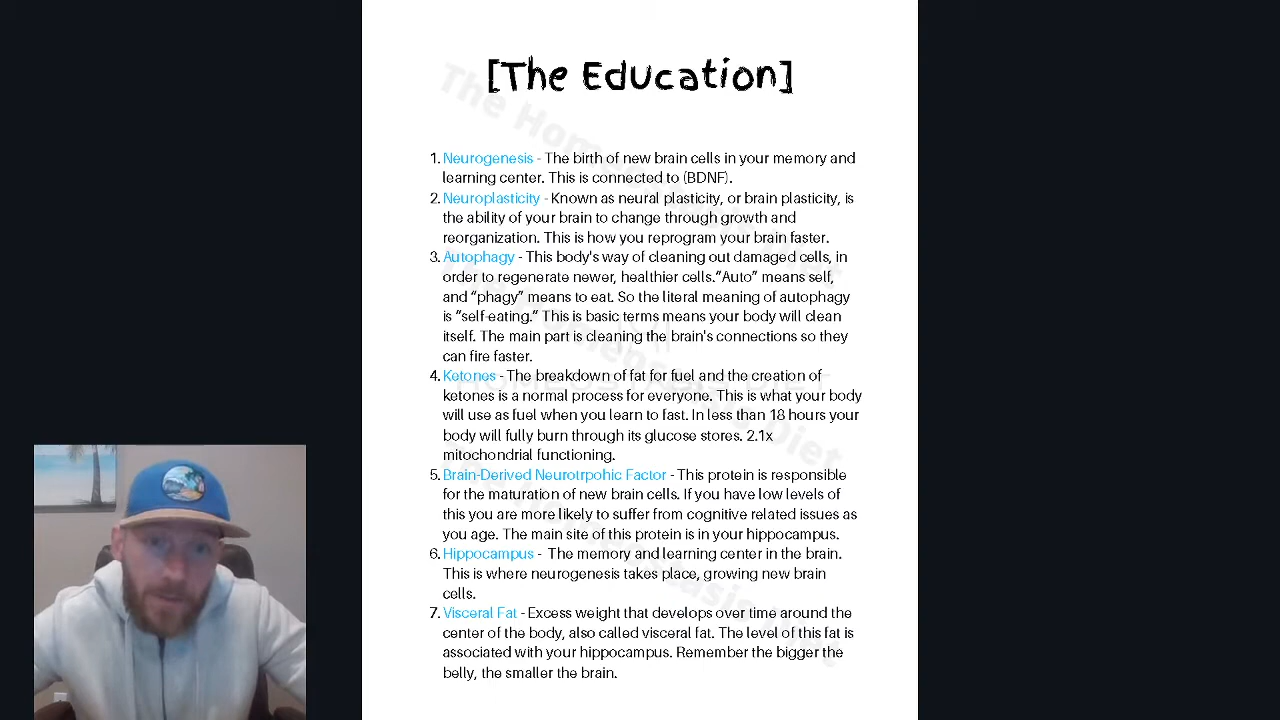 [The Education]
1. Neurogenesis - The birth of new brain cells in your memory and
learning center. This is connected to (BDNF).
2. Neuroplasticity - Known as neural plasticity, or brain plasticity, is
the ability of your brain to change through growth and
reorganization. This is how you reprogram your brain faster.
3. Autophagy - This body's way of cleaning out damaged cells, in
order to regenerate newer, healthier cells.“Auto” means self,
and “phagy” means to eat. So the literal meaning of autophagy
is “self-eating.” This is basic terms means your body will clean
itself. The main part is cleaning the brain's connections so they
can fire faster.
4. Ketones - The breakdown of fat for fuel and the creation of
ketones is a normal process for everyone. This is what your body
will use as fuel when you learn to fast. In less than 18 hours your
body will fully burn through its glucose stores. 2.1x
mitochondrial functioning.
5. Brain-Derived Neurotrpohic Factor - This protein is responsible
for the maturation of new brain cells. If you have low levels of
this you are more likely to suffer from cognitive related issues as
you age. The main site of this protein is in your hippocampus.
6. Hippocampus - The memory and learning center in the brain.
This is where neurogenesis takes place, growing new brain
cells.
7. Visceral Fat - Excess weight that develops over time around the
center of the body, also called visceral fat. The level of this fat is
associated with your hippocampus. Remember the bigger the
belly, the smaller the brain.